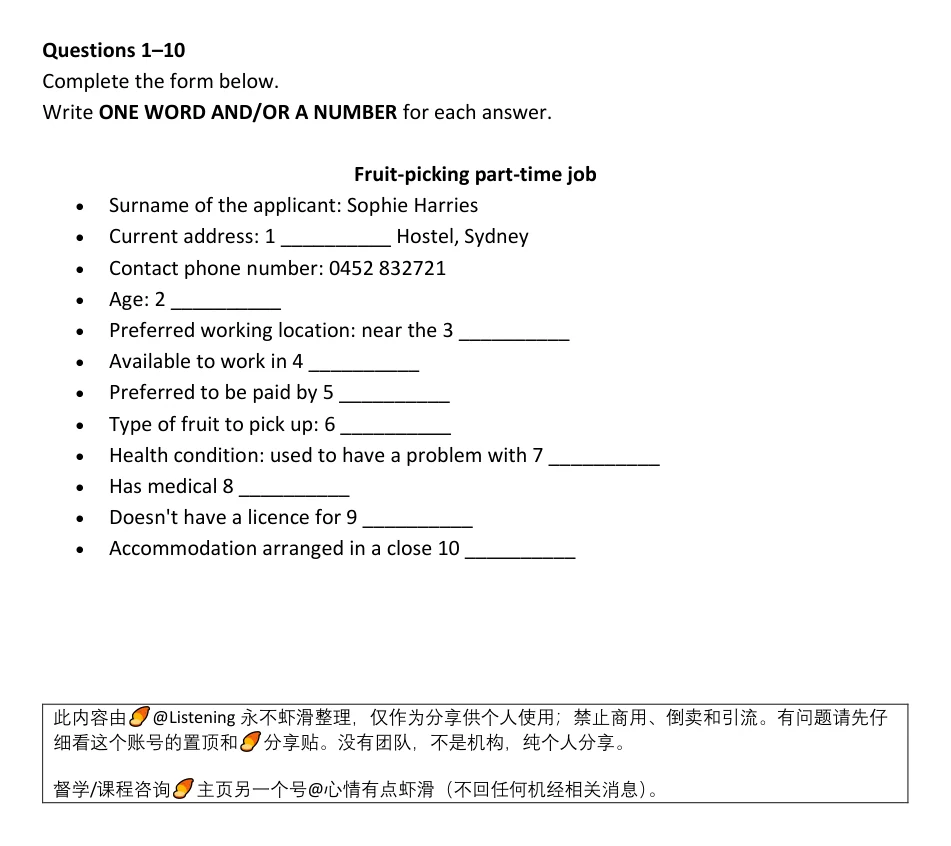 Questions 1–10
Complete the form below.
Write ONE WORD AND/OR A NUMBER for each answer.
Fruit-picking part-time job
• Surname of the applicant: Sophie Harries
• Current address: 1 __________ Hostel, Sydney
• Contact phone number: 0452 832721
• Age: 2 __________
• Preferred working location: near the 3 __________
• Available to work in 4 __________
• Preferred to be paid by 5 __________
• Type of fruit to pick up: 6 __________
• Health condition: used to have a problem with 7 __________
• Has medical 8 __________
• Doesn't have a licence for 9 __________
• Accommodation arranged in a close 10 __________
此内容由🍠@Listening 永不虾滑整理，仅作为分享供个人使用；禁止商用、倒卖和引流。有问题请先仔
细看这个账号的置顶和🍠分享贴。没有团队，不是机构，纯个人分享。
督学/课程咨询🍠主页另一个号@心情有点虾滑（不回任何机经相关消息）。